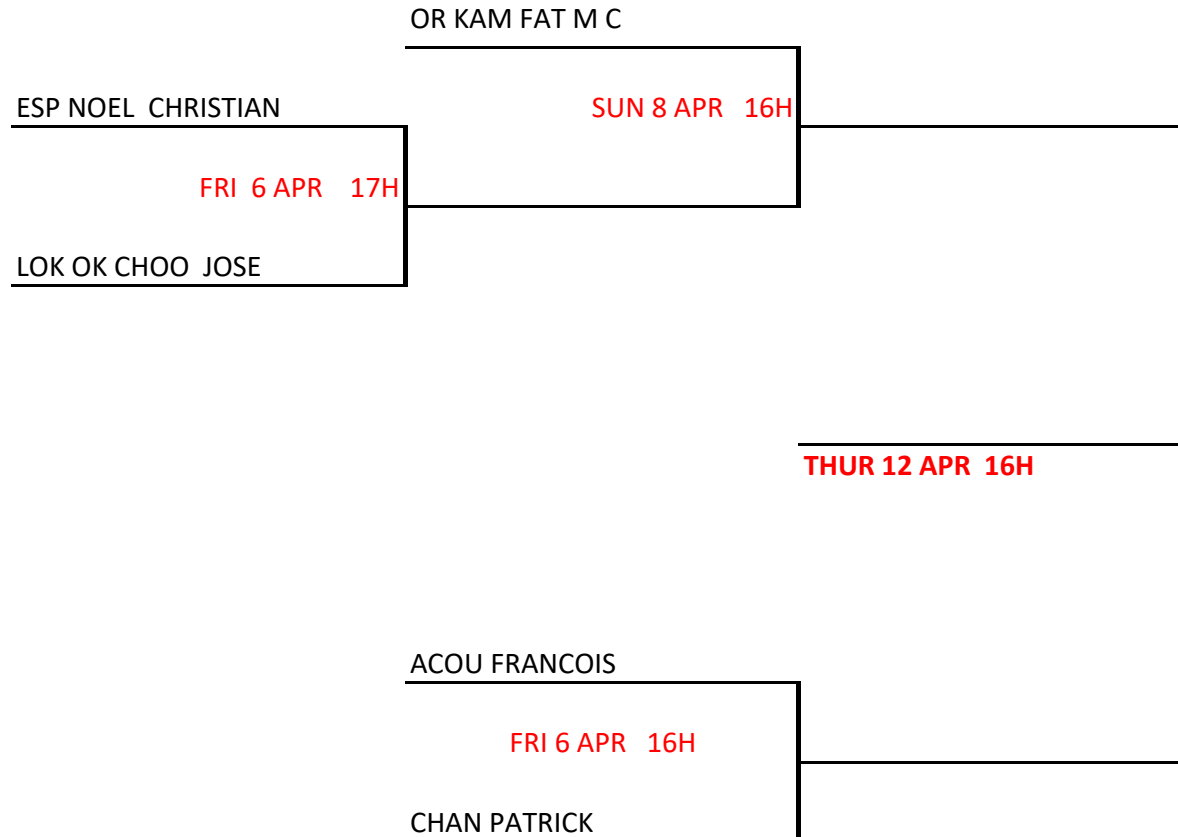 OR KAM FAT M C
ESP NOEL  CHRISTIAN
SUN 8 APR   16H
FRI  6 APR    17H
LOK OK CHOO  JOSE
THUR 12 APR  16H
ACOU FRANCOIS
FRI 6 APR   16H
CHAN PATRICK